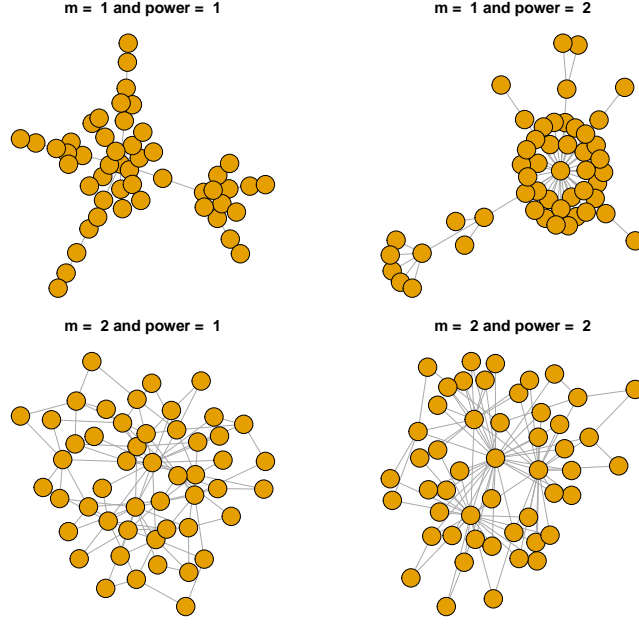 m = 1 and power = 1
m = 1 and power = 2
m = 2 and power = 1
m = 2 and power = 2